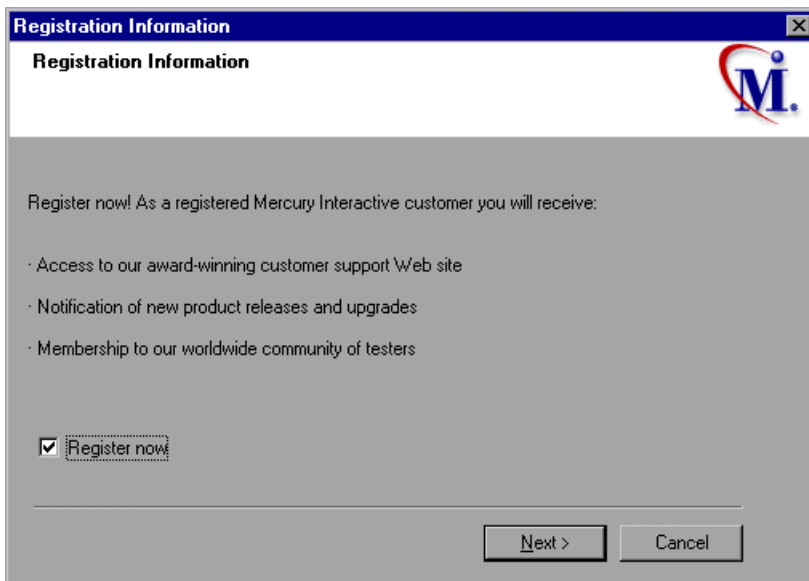 Registration Information
Registration Information
M.
Register now! As a registered Mercury Interactive customer you will receive:
· Access to our award-winning customer support Web site
· Notification of new product releases and upgrades
· Membership to our worldwide community of testers
Register now
Next > Cancel